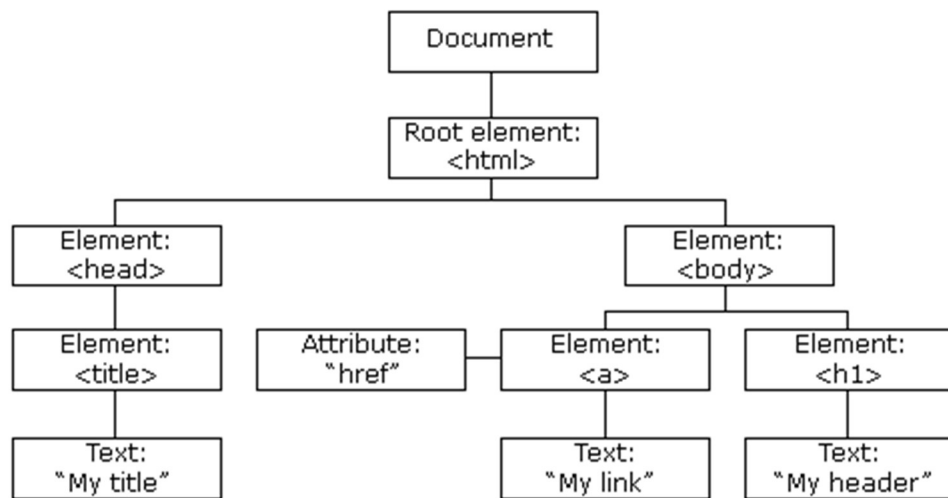 Document
Root element:
<html>
Element:
<head>
Element:
<body>
Element:
<title>
Attribute:
“href”
Element:
<a>
Element:
<h1>
Text:
“My title”
Text:
“My link”
Text:
“My header”